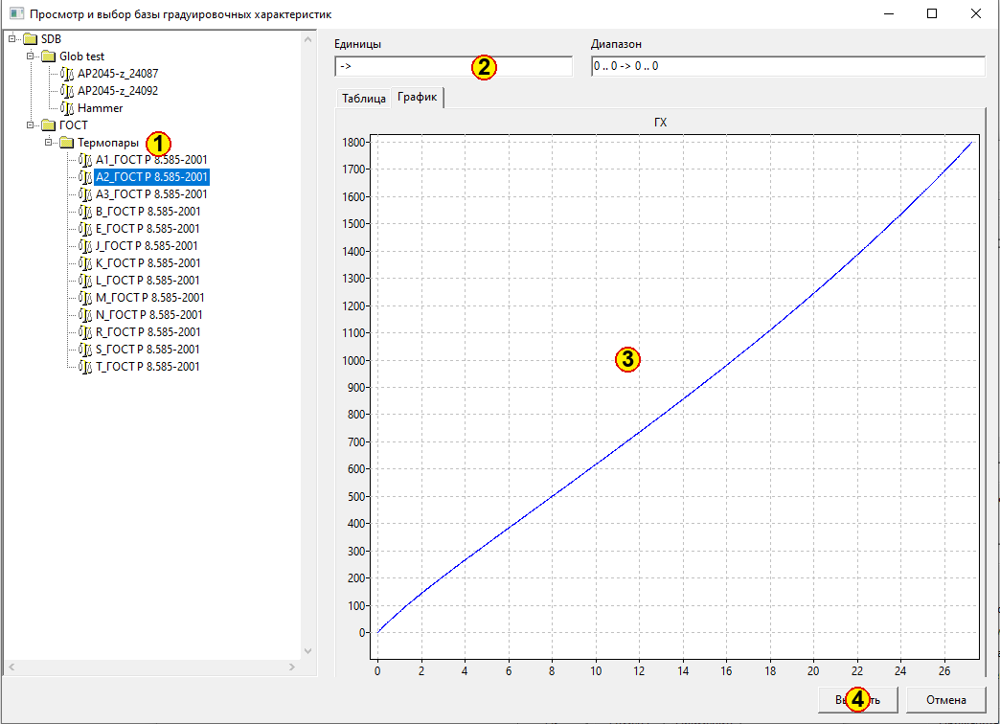 Просмотр и выбор базы градуировочных характеристик
SDB
Glob test
AP2045-z_24087
AP2045-z_24092
Hammer
ГОСТ
Термопары
1
A1_ГОСТ Р 8.585-2001
A2_ГОСТ Р 8.585-2001
A3_ГОСТ Р 8.585-2001
B_ГОСТ Р 8.585-2001
E_ГОСТ Р 8.585-2001
J_ГОСТ Р 8.585-2001
K_ГОСТ Р 8.585-2001
L_ГОСТ Р 8.585-2001
M_ГОСТ Р 8.585-2001
N_ГОСТ Р 8.585-2001
R_ГОСТ Р 8.585-2001
S_ГОСТ Р 8.585-2001
T_ГОСТ Р 8.585-2001
Единицы
->
2
Диапазон
0 .. 0 -> 0 .. 0
Таблица График
ГХ
1800
1700
1600
1500
1400
1300
1200
1100
1000
900
800
700
600
500
400
300
200
100
0
3
0 2 4 6 8 10 12 14 16 18 20 22 24 26
4
Отмена